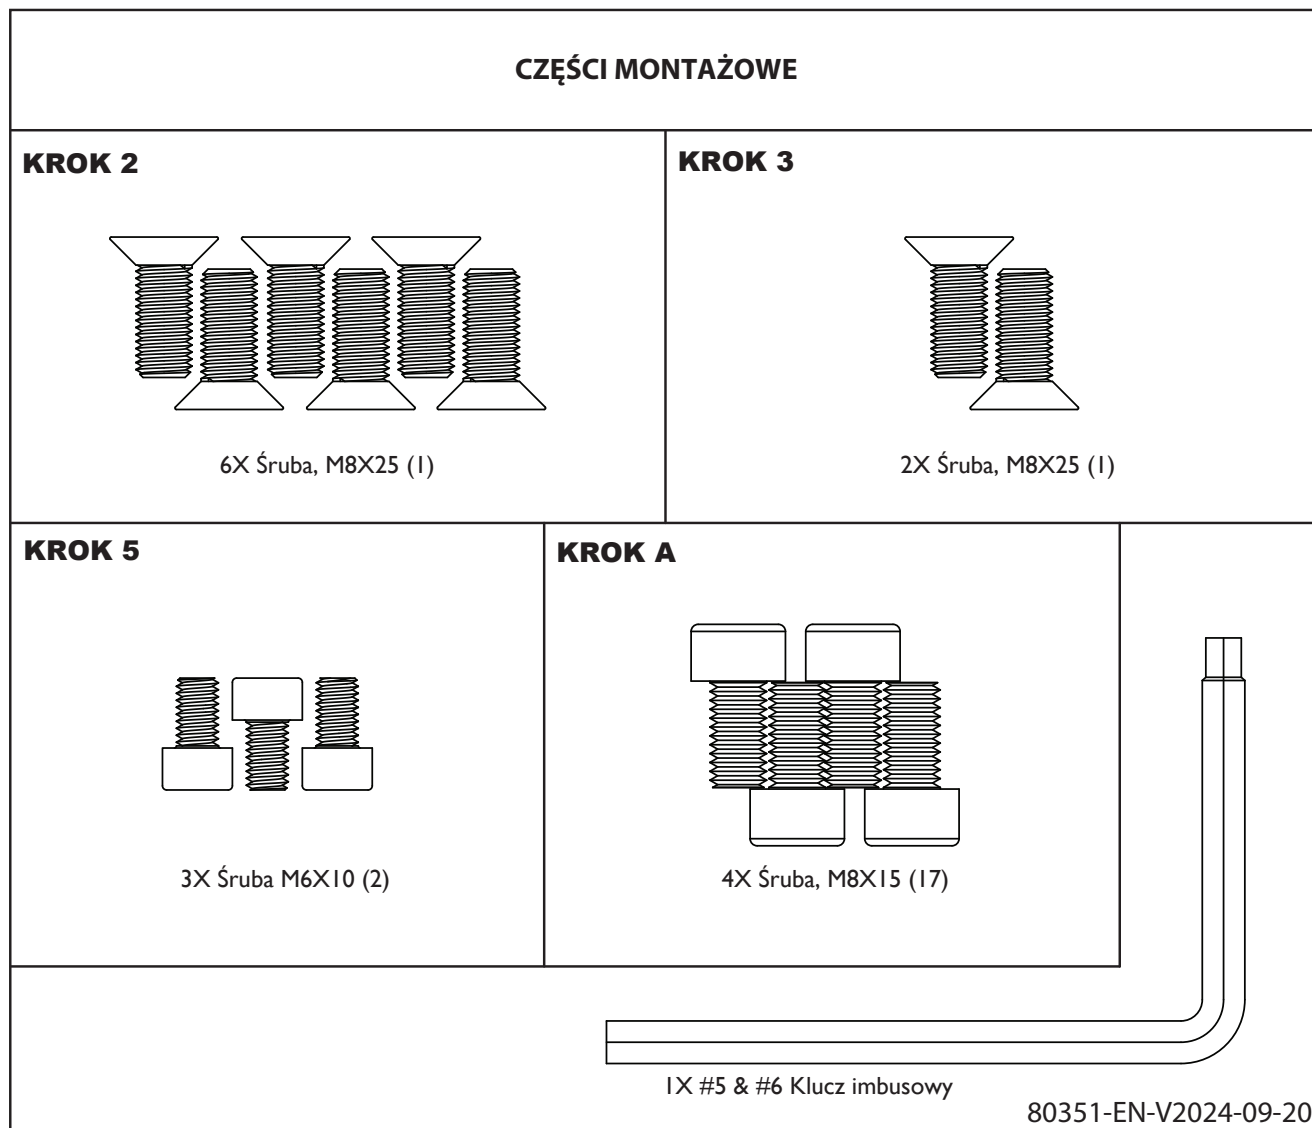 CZĘŚCI MONTAŻOWE
KROK 2
KROK 3
6X Śruba, M8X25 (1)
2X Śruba, M8X25 (1)
KROK 5
KROK A
3X Śruba M6X10 (2)
4X Śruba, M8X15 (17)
1X #5 & #6 Klucz imbusowy
80351-EN-V2024-09-20